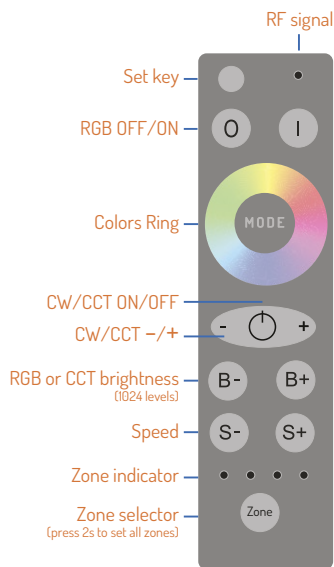 RF signal
Set key
RGB OFF/ON
O I
Colors Ring
MODE
CW/CCT ON/OFF
CW/CCT –/+
- +
RGB or CCT brightness
(1024 levels)
B- B+
Speed
S- S+
Zone indicator
Zone selector
(press 2s to set all zones)
Zone